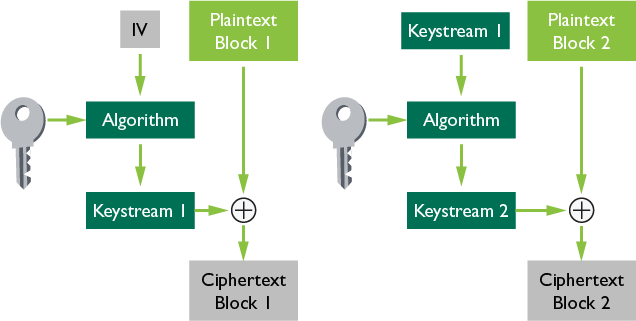 IV
Plaintext
Block 1
Algorithm
Keystream 1
Ciphertext
Block 1
Keystream 1
Plaintext
Block 2
Algorithm
Keystream 2
Ciphertext
Block 2